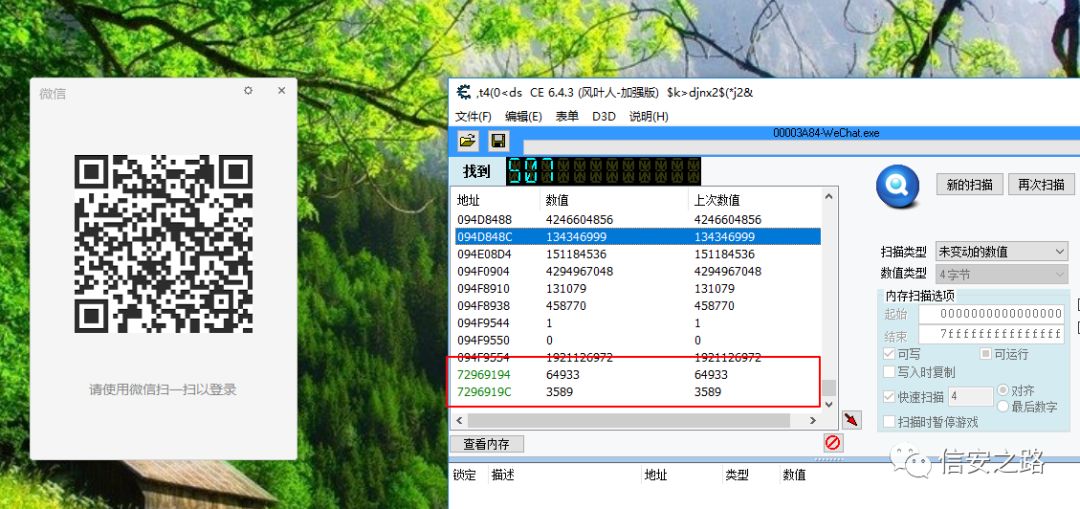 微信
请使用微信扫一扫以登录
,t4(0<ds CE 6.4.3 (风叶人-加强版) $k>djnx2$(*j2&
文件(F) 编辑(E) 表单 D3D 说明(H)
00003A84-WeChat.exe
找到 501
新的扫描 再次扫描
地址 数值 上次数值
094D8488 4246604856 4246604856
094D848C 134346999 134346999
094E08D4 151184536 151184536
094F0904 4294967048 4294967048
094F8910 131079 131079
094F8938 458770 458770
094F9544 1 1
094F9550 0 0
094F9554 1921126972 1921126972
72969194 64933 64933
7296919C 3589 3589
扫描类型 未变动的数值
数值类型 4 字节
内存扫描选项
起始 0000000000000000
结束 7fffffffffffffff
可写 可运行
写入时复制
快速扫描 4 对齐
最后数字
扫描时暂停游戏
查看内存
锁定 描述 地址 类型 数值
信安之路